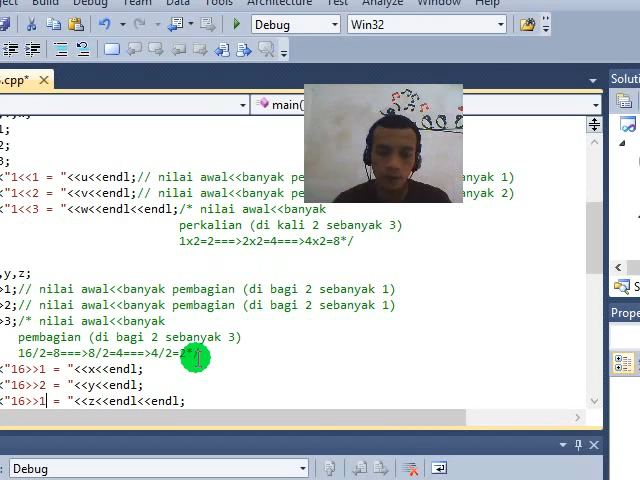 ject Build Debug Team Data Tools Architecture Test Analyze Window Help
Debug Win32
S.cpp* Soluti
main(
1;
2;
3;
<"1<<1 = "<<u<<endl;// nilai awal<<banyak pe banyak 1)
<"1<<2 = "<<v<<endl;// nilai awal<<banyak pe banyak 2)
<"1<<3 = "<<w<<endl<<endl;/* nilai awal<<banyak
perkalian (di kali 2 sebanyak 3)
1x2=2===>2x2=4===>4x2=8*/
,y,z;
>1;// nilai awal<<banyak pembagian (di bagi 2 sebanyak 1)
>2;// nilai awal<<banyak pembagian (di bagi 2 sebanyak 1)
>3;/* nilai awal<<banyak
pembagian (di bagi 2 sebanyak 3)
16/2=8===>8/2=4===>4/2=2*/
<"16>>1 = "<<x<<endl;
<"16>>2 = "<<y<<endl;
<"16>>1 = "<<z<<endl<<endl;
S
Prope
Debug